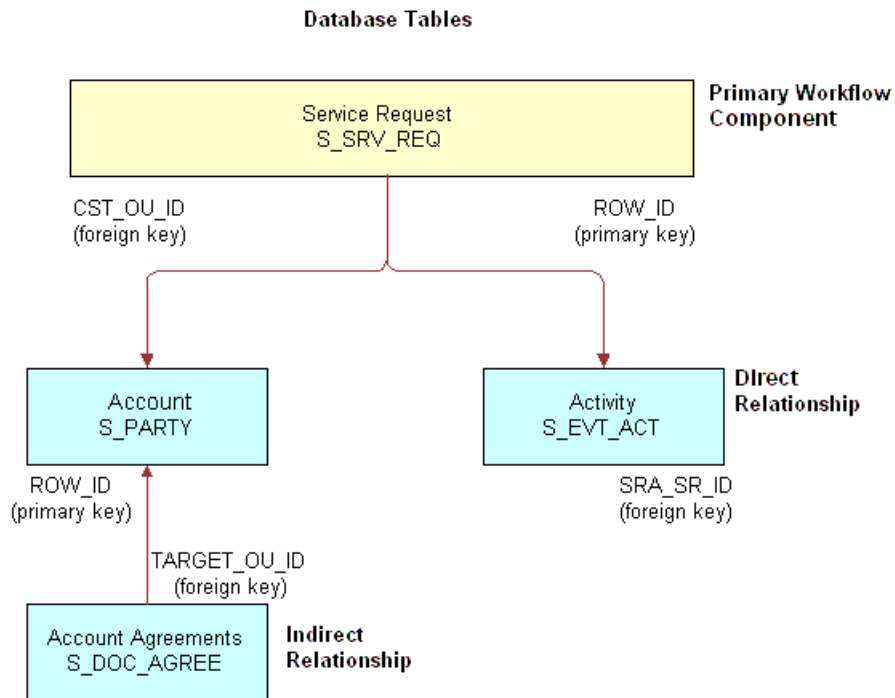 Database Tables
Service Request
S_SRV_REQ
Primary Workflow
Component
CST_OU_ID
(foreign key)
ROW_ID
(primary key)
Account
S_PARTY
Activity
S_EVT_ACT
DIrect
Relationship
ROW_ID
(primary key)
SRA_SR_ID
(foreign key)
TARGET_OU_ID
(foreign key)
Account Agreements
S_DOC_AGREE
Indirect
Relationship